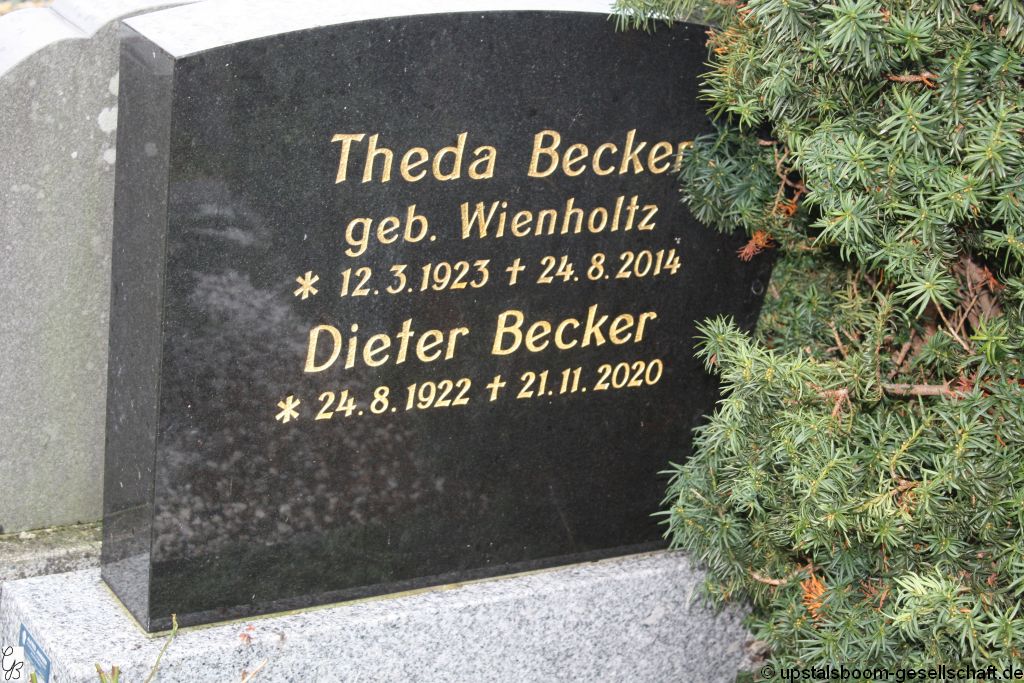 Theda Becker
geb. Wienholtz
* 12.3.1923 † 24.8.2014
Dieter Becker
* 24.8.1922 † 21.11.2020
© upstalsboom-gesellschaft.de